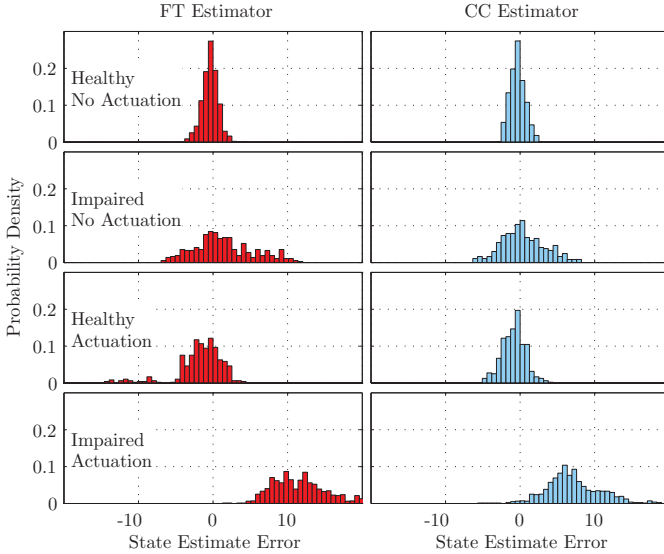 FT Estimator
CC Estimator
Probability Density
0.2
0.1
0
Healthy
No Actuation
0.2
0.1
0
Impaired
No Actuation
0.2
0.1
0
Healthy
Actuation
0.2
0.1
0
Impaired
Actuation
-10
0
10
-10
0
10
State Estimate Error
State Estimate Error